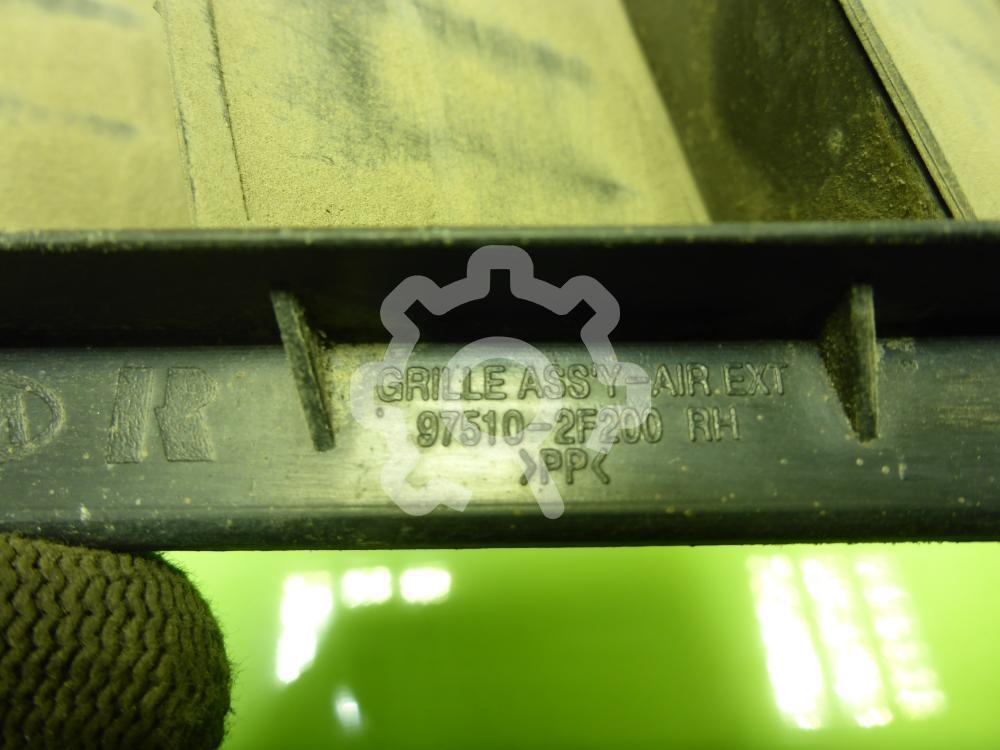 GRILLE ASS'Y-AIR.EXT
97510-2F200 RH
>PP<